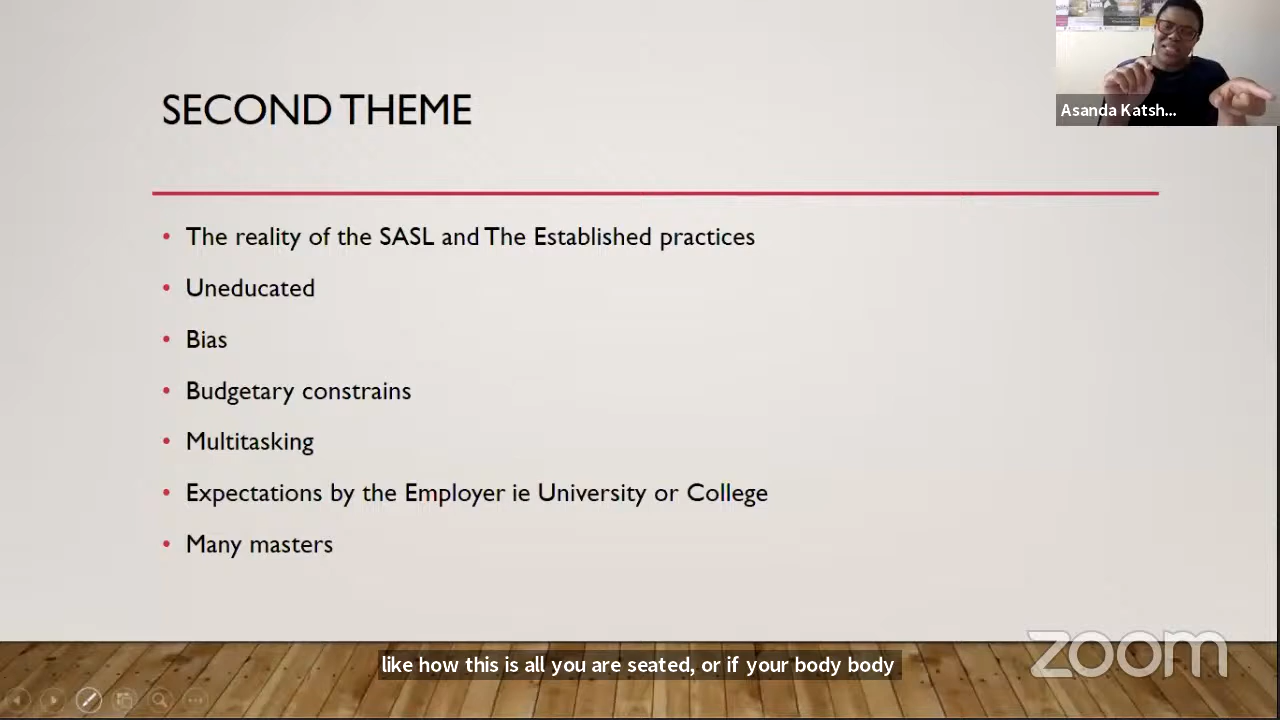 SECOND THEME
Asanda Katsh...
• The reality of the SASL and The Established practices
• Uneducated
• Bias
• Budgetary constrains
• Multitasking
• Expectations by the Employer ie University or College
• Many masters
zoom
like how this is all you are seated, or if your body body